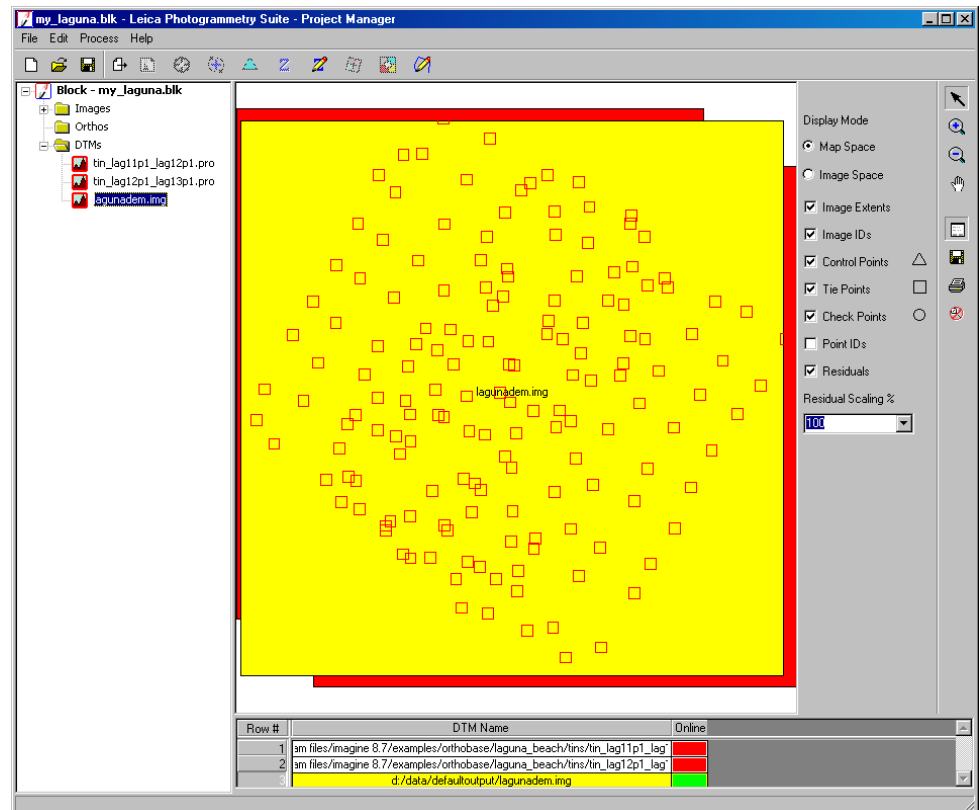 my_laguna.blk - Leica Photogrammetry Suite - Project Manager
File Edit Process Help
Block - my_laguna.blk
Images
Orthos
DTMs
tin_lag11p1_lag12p1.pro
tin_lag12p1_lag13p1.pro
lagunadem.img
lagunadem.img
Display Mode
Map Space
Image Space
Image Extents
Image IDs
Control Points
Tie Points
Check Points
Point IDs
Residuals
Residual Scaling %
100
Row # DTM Name Online
1 am files/imagine 8.7/examples/orthobase/laguna_beach/tins/tin_lag11p1_lag
2 am files/imagine 8.7/examples/orthobase/laguna_beach/tins/tin_lag12p1_lag
3 d:/data/defaultoutput/lagunadem.img